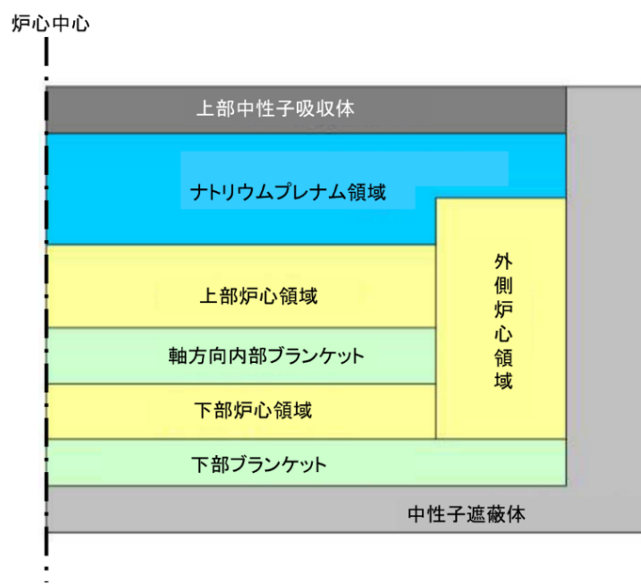 炉心中心
上部中性子吸収体
ナトリウムプレナム領域
上部炉心領域
外側炉心領域
軸方向内部ブランケット
下部炉心領域
下部ブランケット
中性子遮蔽体